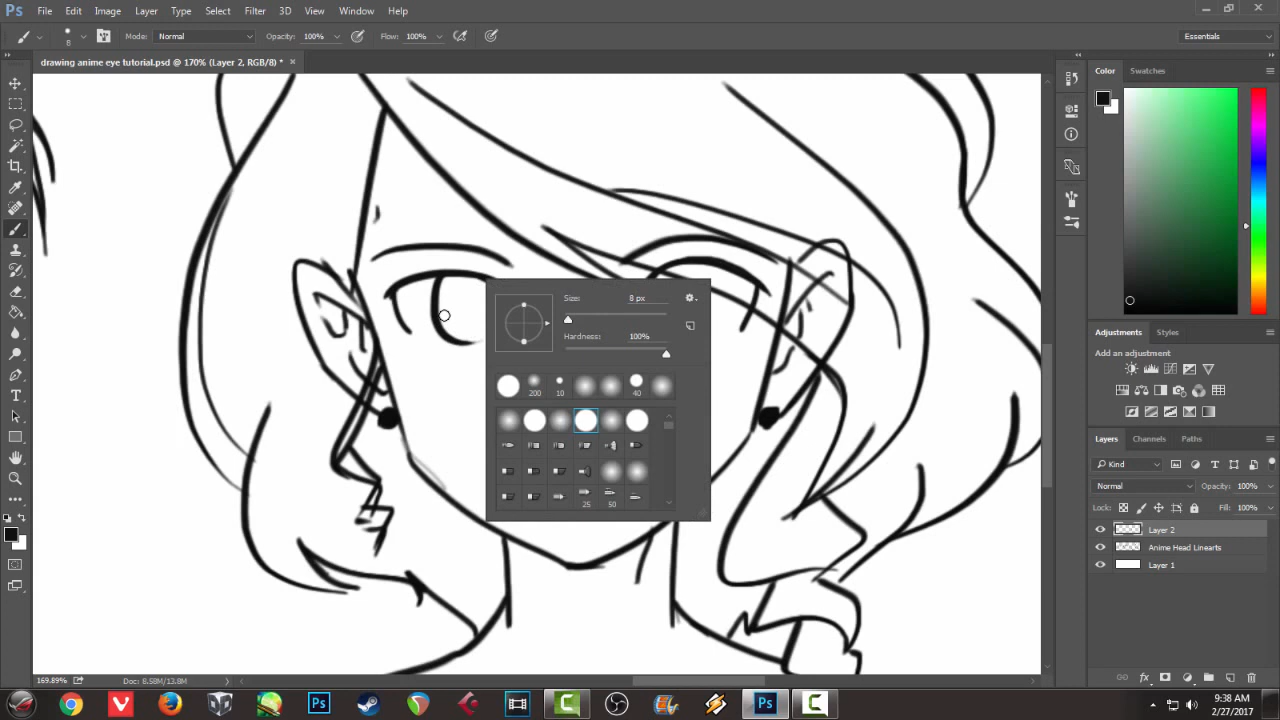 Ps File Edit Image Layer Type Select Filter 3D View Window Help
8 Mode: Normal Opacity: 100% Flow: 100% Essentials
drawing anime eye tutorial.psd @ 170% (Layer 2, RGB/8) *
Color Swatches
Size: 8 px
Hardness: 100%
200 10 40
25 50
Adjustments Styles
Add an adjustment
Layers Channels Paths
Kind
Normal Opacity: 100%
Lock: Fill: 100%
Layer 2
Anime Head Linearts
Layer 1
169.89% Doc: 8.58M/13.8M
Ps Ps
9:38 AM
2/27/2017